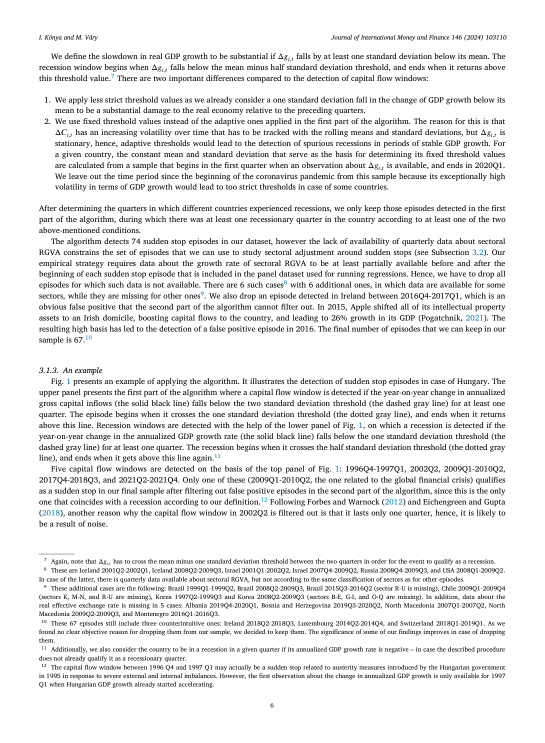 I. Kónya and M. Váry
Journal of International Money and Finance 146 (2024) 103110
We define the slowdown in real GDP growth to be substantial if Δgᵢ,ₜ falls by at least one standard deviation below its mean. The
recession window begins when Δgᵢ,ₜ falls below the mean minus half standard deviation threshold, and ends when it returns above
this threshold value.⁷ There are two important differences compared to the detection of capital flow windows:
1. We apply less strict threshold values as we already consider a one standard deviation fall in the change of GDP growth below its
mean to be a substantial damage to the real economy relative to the preceding quarters.
2. We use fixed threshold values instead of the adaptive ones applied in the first part of the algorithm. The reason for this is that
ΔCᵢ,ₜ has an increasing volatility over time that has to be tracked with the rolling means and standard deviations, but Δgᵢ,ₜ is
stationary, hence, adaptive thresholds would lead to the detection of spurious recessions in periods of stable GDP growth. For
a given country, the constant mean and standard deviation that serve as the basis for determining its fixed threshold values
are calculated from a sample that begins in the first quarter when an observation about Δgᵢ,ₜ is available, and ends in 2020Q1.
We leave out the time period since the beginning of the coronavirus pandemic from this sample because its exceptionally high
volatility in terms of GDP growth would lead to too strict thresholds in case of some countries.
After determining the quarters in which different countries experienced recessions, we only keep those episodes detected in the first
part of the algorithm, during which there was at least one recessionary quarter in the country according to at least one of the two
above-mentioned conditions.
The algorithm detects 74 sudden stop episodes in our dataset, however the lack of availability of quarterly data about sectoral
RGVA constrains the set of episodes that we can use to study sectoral adjustment around sudden stops (see Subsection 3.2). Our
empirical strategy requires data about the growth rate of sectoral RGVA to be at least partially available before and after the
beginning of each sudden stop episode that is included in the panel dataset used for running regressions. Hence, we have to drop all
episodes for which such data is not available. There are 6 such cases⁸ with 6 additional ones, in which data are available for some
sectors, while they are missing for other ones⁹. We also drop an episode detected in Ireland between 2016Q4-2017Q1, which is an
obvious false positive that the second part of the algorithm cannot filter out. In 2015, Apple shifted all of its intellectual property
assets to an Irish domicile, boosting capital flows to the country, and leading to 26% growth in its GDP (Pogatchnik, 2021). The
resulting high basis has led to the detection of a false positive episode in 2016. The final number of episodes that we can keep in our
sample is 67.¹⁰
3.1.3. An example
Fig. 1 presents an example of applying the algorithm. It illustrates the detection of sudden stop episodes in case of Hungary. The
upper panel presents the first part of the algorithm where a capital flow window is detected if the year-on-year change in annualized
gross capital inflows (the solid black line) falls below the two standard deviation threshold (the dashed gray line) for at least one
quarter. The episode begins when it crosses the one standard deviation threshold (the dotted gray line), and ends when it returns
above this line. Recession windows are detected with the help of the lower panel of Fig. 1, on which a recession is detected if the
year-on-year change in the annualized GDP growth rate (the solid black line) falls below the one standard deviation threshold (the
dashed gray line) for at least one quarter. The recession begins when it crosses the half standard deviation threshold (the dotted gray
line), and ends when it gets above this line again.¹¹
Five capital flow windows are detected on the basis of the top panel of Fig. 1: 1996Q4-1997Q1, 2002Q2, 2009Q1-2010Q2,
2017Q4-2018Q3, and 2021Q2-2021Q4. Only one of these (2009Q1-2010Q2, the one related to the global financial crisis) qualifies
as a sudden stop in our final sample after filtering out false positive episodes in the second part of the algorithm, since this is the only
one that coincides with a recession according to our definition.¹² Following Forbes and Warnock (2012) and Eichengreen and Gupta
(2018), another reason why the capital flow window in 2002Q2 is filtered out is that it lasts only one quarter, hence, it is likely to
be a result of noise.
⁷ Again, note that Δgᵢ,ₜ has to cross the mean minus one standard deviation threshold between the two quarters in order for the event to qualify as a recession.
⁸ These are Iceland 2001Q2-2002Q1, Iceland 2008Q2-2009Q3, Israel 2001Q1-2002Q2, Israel 2007Q4-2009Q2, Russia 2008Q4-2009Q3, and USA 2008Q1-2009Q2.
In case of the latter, there is quarterly data available about sectoral RGVA, but not according to the same classification of sectors as for other episodes.
⁹ These additional cases are the following: Brazil 1999Q1-1999Q2, Brazil 2008Q2-2009Q3, Brazil 2015Q3-2016Q2 (sector R-U is missing), Chile 2009Q1-2009Q4
(sectors K, M-N, and R-U are missing), Korea 1997Q2-1999Q3 and Korea 2008Q2-2009Q3 (sectors B-E, G-I, and O-Q are missing). In addition, data about the
real effective exchange rate is missing in 5 cases: Albania 2019Q4-2020Q1, Bosnia and Herzegovina 2019Q3-2020Q2, North Macedonia 2007Q1-2007Q2, North
Macedonia 2009Q2-2009Q3, and Montenegro 2016Q1-2016Q3.
¹⁰ These 67 episodes still include three counterintuitive ones: Ireland 2018Q2-2018Q3, Luxembourg 2014Q2-2014Q4, and Switzerland 2018Q1-2019Q1. As we
found no clear objective reason for dropping them from our sample, we decided to keep them. The significance of some of our findings improves in case of dropping
them.
¹¹ Additionally, we also consider the country to be in a recession in a given quarter if its annualized GDP growth rate is negative – in case the described procedure
does not already qualify it as a recessionary quarter.
¹² The capital flow window between 1996 Q4 and 1997 Q1 may actually be a sudden stop related to austerity measures introduced by the Hungarian government
in 1995 in response to severe external and internal imbalances. However, the first observation about the change in annualized GDP growth is only available for 1997
Q1 when Hungarian GDP growth already started accelerating.
6